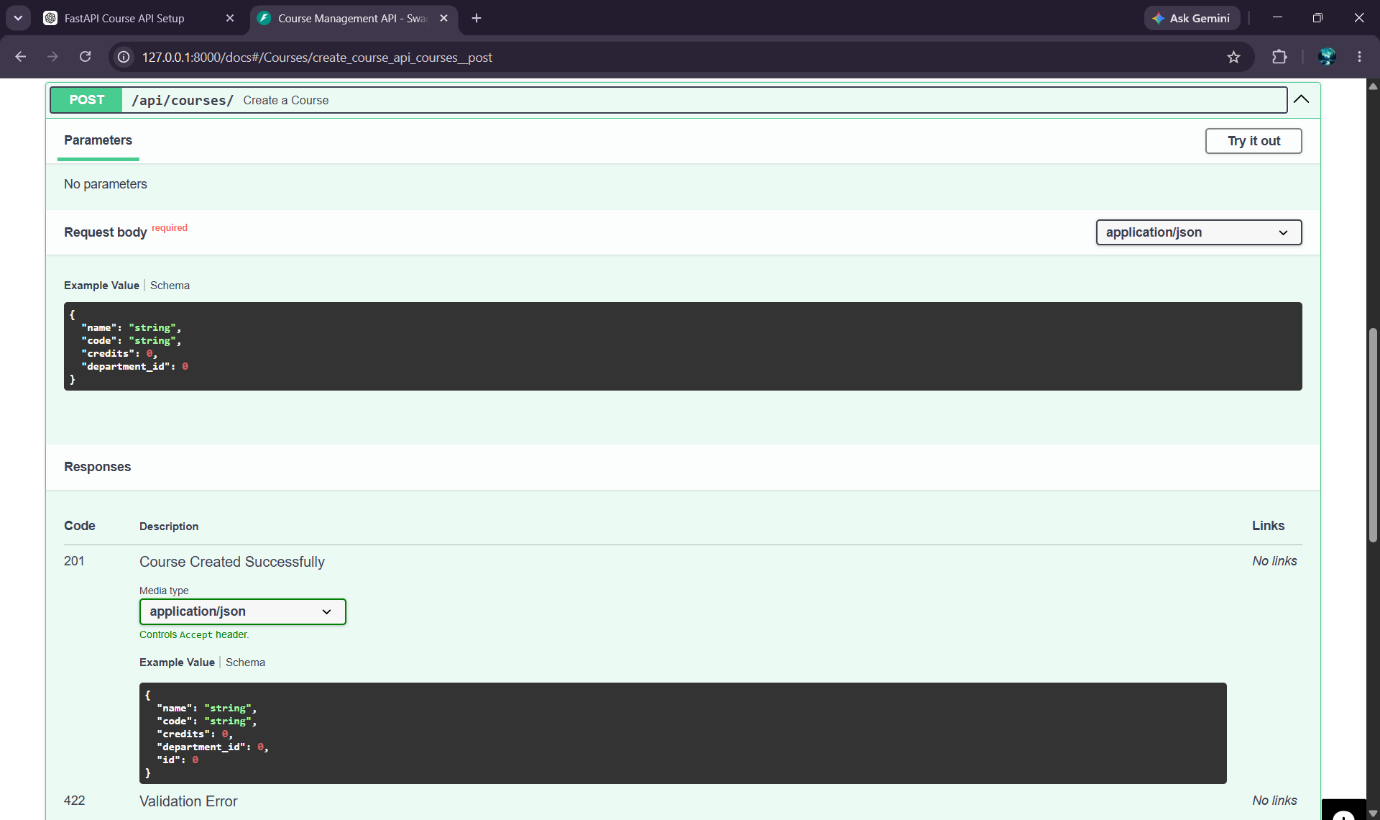 FastAPI Course API Setup
Course Management API - Swa
Ask Gemini
127.0.0.1:8000/docs#/Courses/create_course_api_courses__post
POST /api/courses/ Create a Course
Parameters
Try it out
No parameters
Request body required
application/json
Example Value
Schema
{
"name": "string",
"code": "string",
"credits": 0,
"department_id": 0
}
Responses
Code Description Links
201 Course Created Successfully No links
Media type
application/json
Controls Accept header.
Example Value
Schema
{
"name": "string",
"code": "string",
"credits": 0,
"department_id": 0,
"id": 0
}
422 Validation Error No links